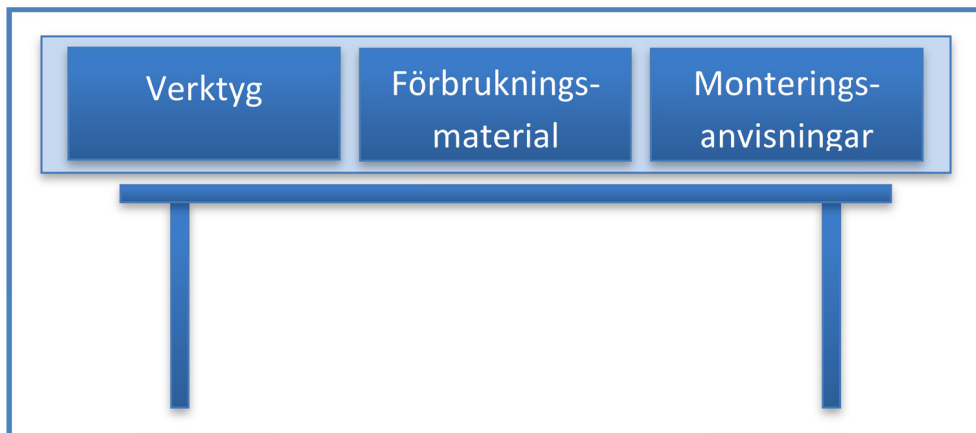 Verktyg
Förbruknings-
material
Monterings-
anvisningar